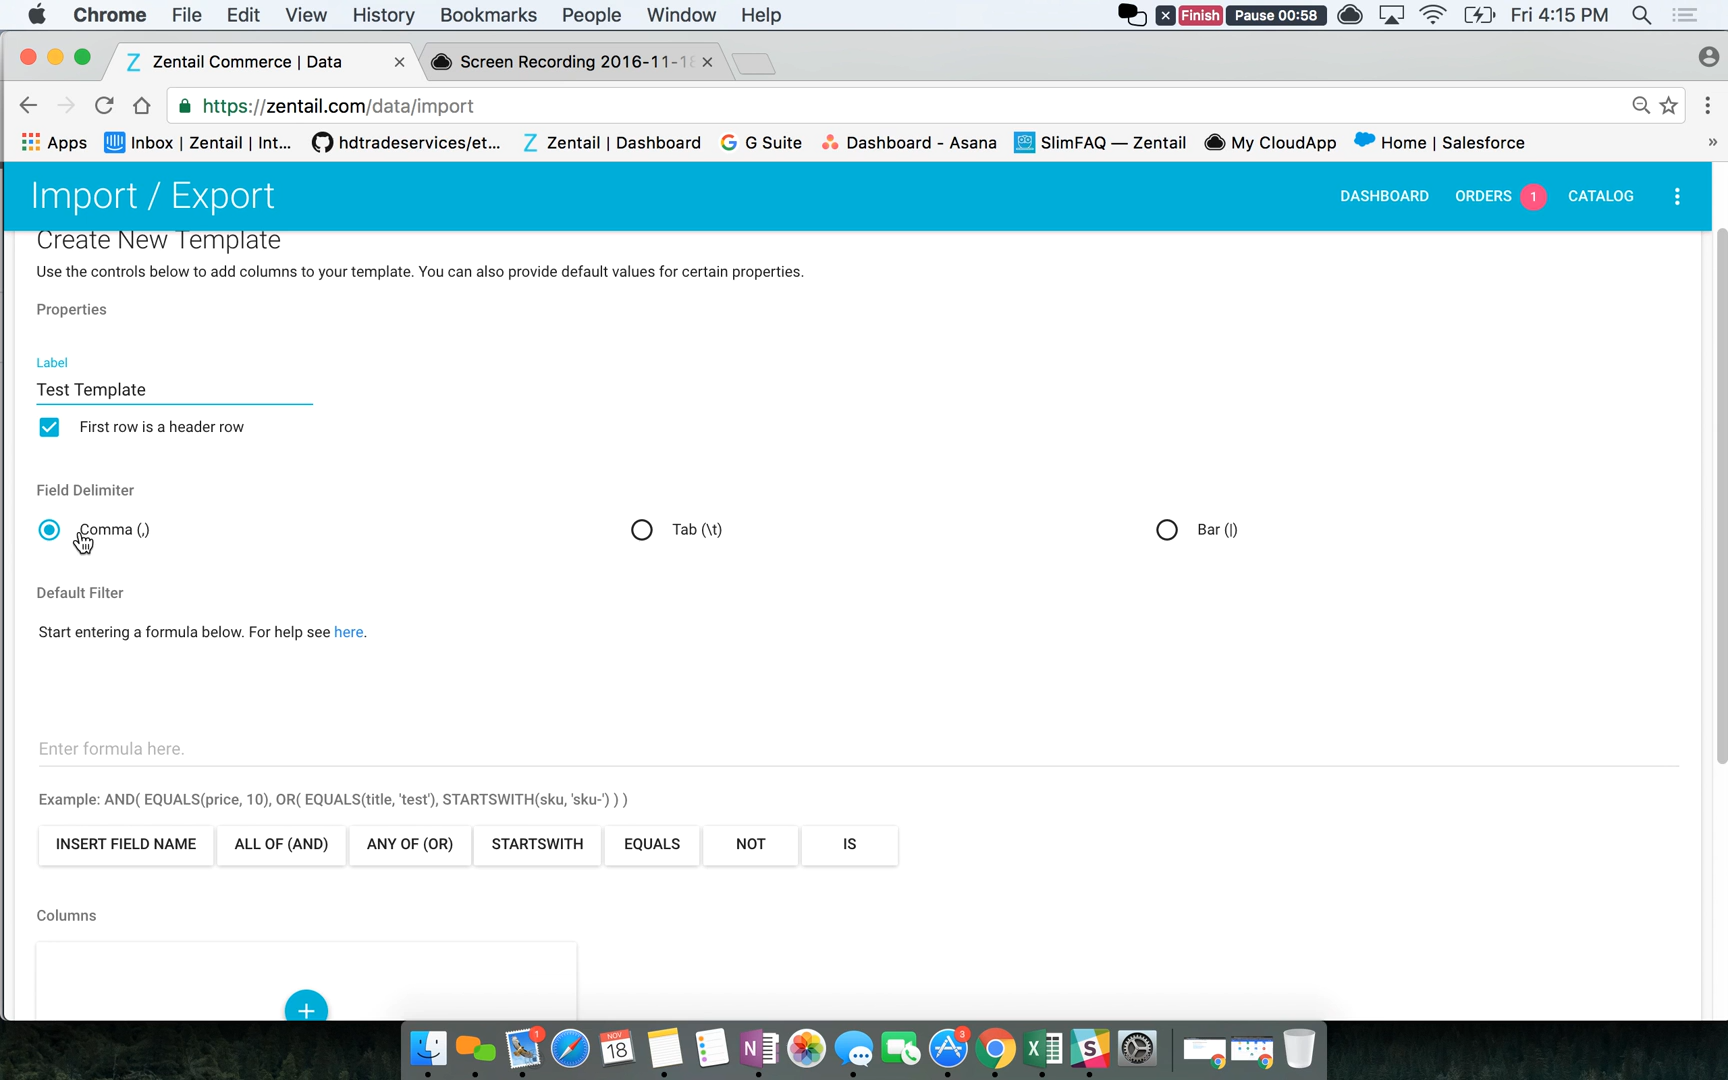 Chrome File Edit View History Bookmarks People Window Help Finish Pause 00:58 Fri 4:15 PM
Zentail Commerce | Data Screen Recording 2016-11-18
https://zentail.com/data/import
Apps Inbox | Zentail | Int... hdtradeservices/et... Zentail | Dashboard G Suite Dashboard - Asana SlimFAQ — Zentail My CloudApp Home | Salesforce »
Import / Export DASHBOARD ORDERS 1 CATALOG
Create New Template
Use the controls below to add columns to your template. You can also provide default values for certain properties.
Properties
Label
Test Template
First row is a header row
Field Delimiter
Comma (,) Tab (\t) Bar (|)
Default Filter
Start entering a formula below. For help see here.
Enter formula here.
Example: AND( EQUALS(price, 10), OR( EQUALS(title, 'test'), STARTSWITH(sku, 'sku-') ) )
INSERT FIELD NAME ALL OF (AND) ANY OF (OR) STARTSWITH EQUALS NOT IS
Columns
+
1 NOV 18 N 3 X S